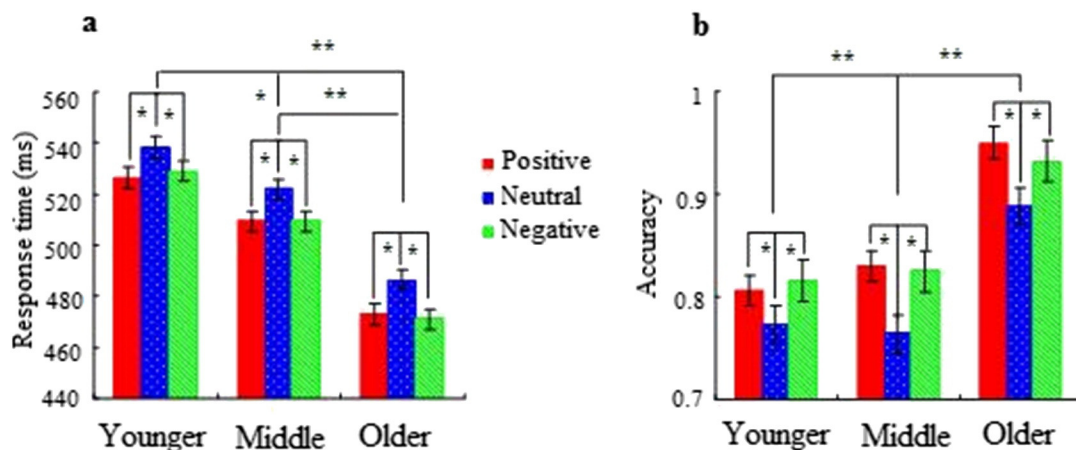 a
**
*
**
560
540
520
500
480
460
440
Response time (ms)
* *
* *
* *
Younger Middle Older
Positive
Neutral
Negative
b
** **
1
0.9
0.8
0.7
Accuracy
* *
* *
* *
Younger Middle Older